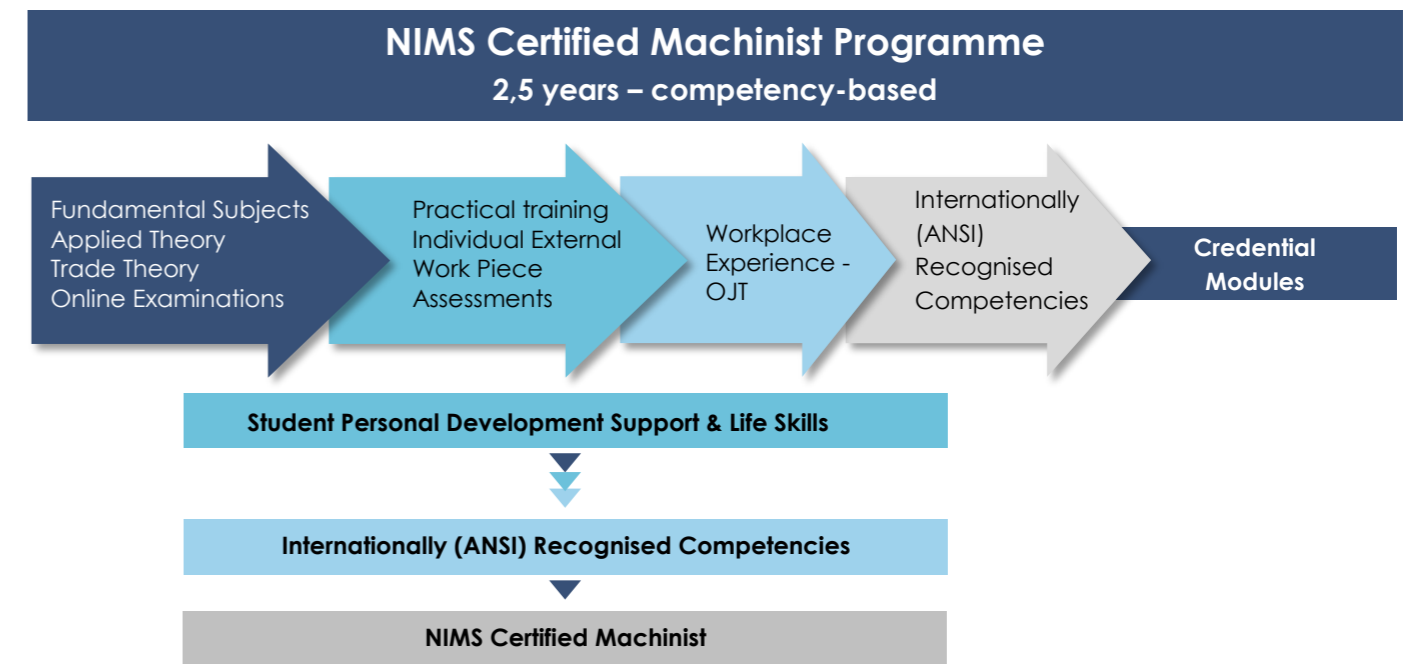 NIMS Certified Machinist Programme
2,5 years – competency-based
Fundamental Subjects
Applied Theory
Trade Theory
Online Examinations
Practical training
Individual External
Work Piece
Assessments
Workplace
Experience -
OJT
Internationally
(ANSI)
Recognised
Competencies
Credential
Modules
Student Personal Development Support & Life Skills
Internationally (ANSI) Recognised Competencies
NIMS Certified Machinist